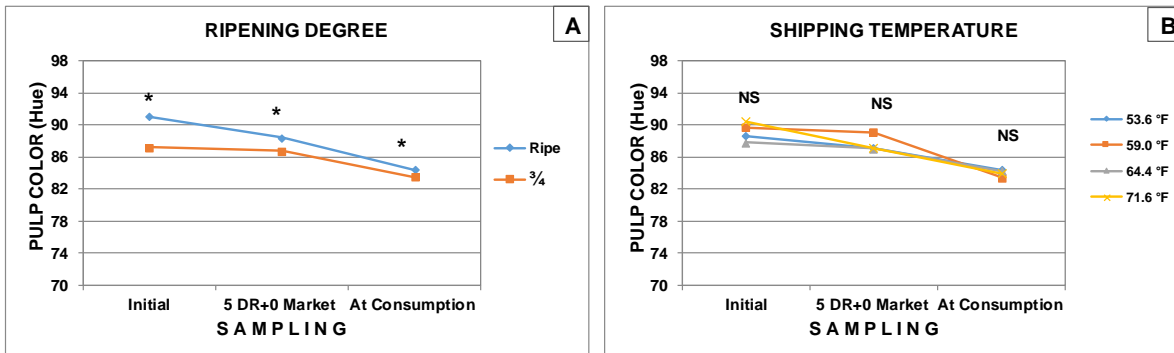 RIPENING DEGREE
A
PULP COLOR (Hue)
98
94
90
86
82
78
74
70
*
*
*
Ripe
¾
Initial
5 DR+0 Market
At Consumption
SAMPLING
SHIPPING TEMPERATURE
B
PULP COLOR (Hue)
98
94
90
86
82
78
74
70
NS
NS
NS
53.6 °F
59.0 °F
64.4 °F
71.6 °F
Initial
5 DR+0 Market
At Consumption
SAMPLING